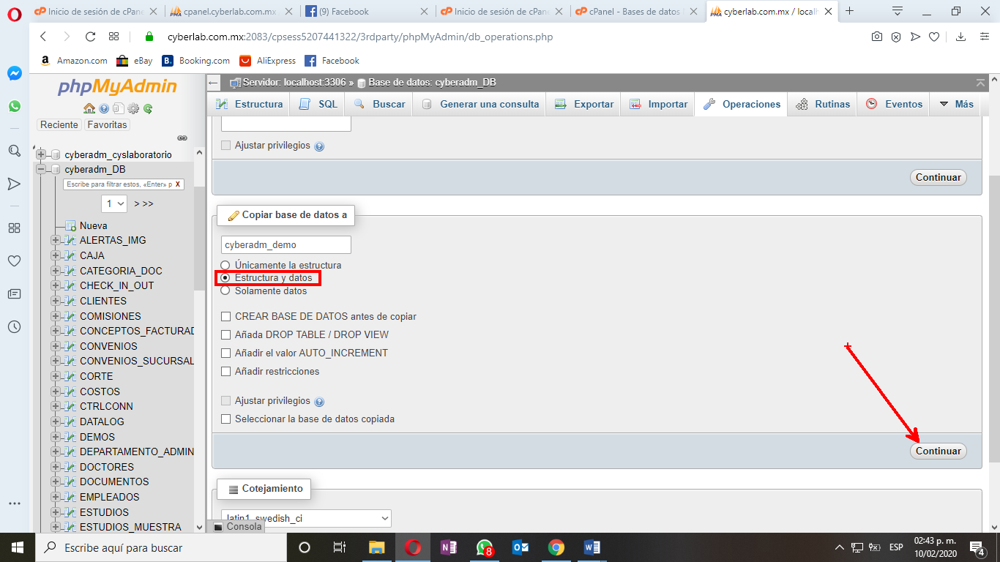 Inicio de sesión de cPane
cpanel.cyberlab.com.mx
(9) Facebook
Inicio de sesión de cPane
cPanel - Bases de datos
cyberlab.com.mx / localh
cyberlab.com.mx:2083/cpsess5207441322/3rdparty/phpMyAdmin/db_operations.php
Amazon.com
eBay
Booking.com
AliExpress
Facebook
phpMyAdmin
Reciente
Favoritas
cyberadm_cyslaboratorio
cyberadm_DB
Escribe para filtrar estos, «Enter» p X
1 > >>
Nueva
ALERTAS_IMG
CAJA
CATEGORIA_DOC
CHECK_IN_OUT
CLIENTES
COMISIONES
CONCEPTOS_FACTURAD
CONVENIOS
CONVENIOS_SUCURSAL
CORTE
COSTOS
CTRLCONN
DATALOG
DEMOS
DEPARTAMENTO_ADMIN
DOCTORES
DOCUMENTOS
EMPLEADOS
ESTUDIOS
ESTUDIOS_MUESTRA
Servidor: localhost:3306 » Base de datos: cyberadm_DB
Estructura
SQL
Buscar
Generar una consulta
Exportar
Importar
Operaciones
Rutinas
Eventos
Más
Ajustar privilegios
Continuar
Copiar base de datos a
cyberadm_demo
Únicamente la estructura
Estructura y datos
Solamente datos
CREAR BASE DE DATOS antes de copiar
Añada DROP TABLE / DROP VIEW
Añadir el valor AUTO_INCREMENT
Añadir restricciones
Ajustar privilegios
Seleccionar la base de datos copiada
Continuar
Cotejamiento
latin1_swedish_ci
Consola
Escribe aquí para buscar
8
ESP
02:43 p. m.
10/02/2020
4